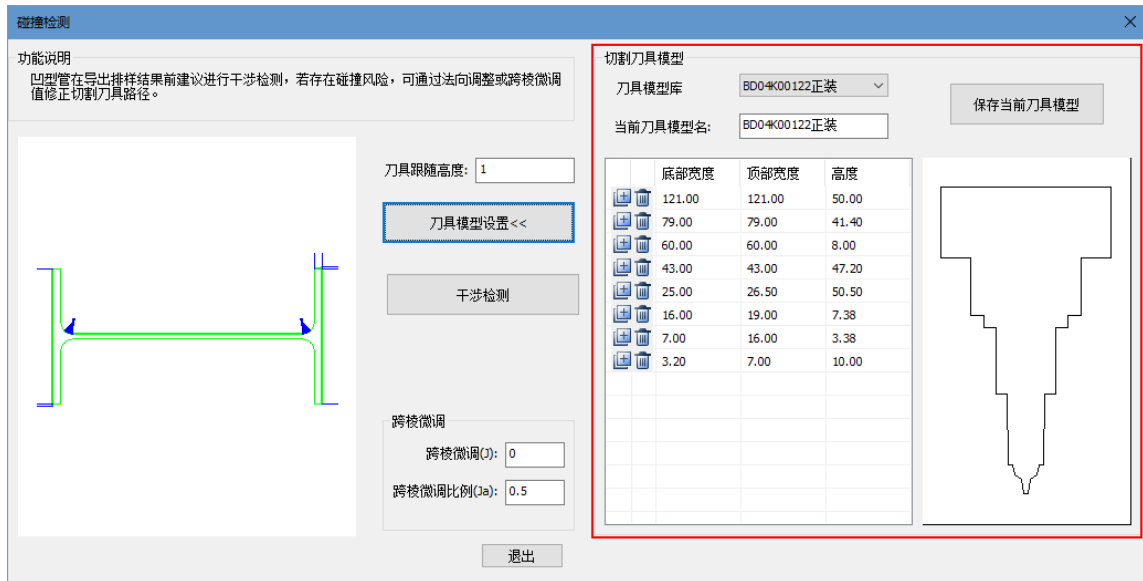 碰撞检测
功能说明
凹型管在导出排样结果前建议进行干涉检测，若存在碰撞风险，可通过法向调整或跨棱微调
值修正切割刀具路径。
刀具跟随高度: 1
刀具模型设置<<
干涉检测
跨棱微调
跨棱微调(J): 0
跨棱微调比例(Ja): 0.5
退出
切割刀具模型
刀具模型库 BD04K00122正装
当前刀具模型名: BD04K00122正装
保存当前刀具模型
底部宽度 顶部宽度 高度
121.00 121.00 50.00
79.00 79.00 41.40
60.00 60.00 8.00
43.00 43.00 47.20
25.00 26.50 50.50
16.00 19.00 7.38
7.00 16.00 3.38
3.20 7.00 10.00